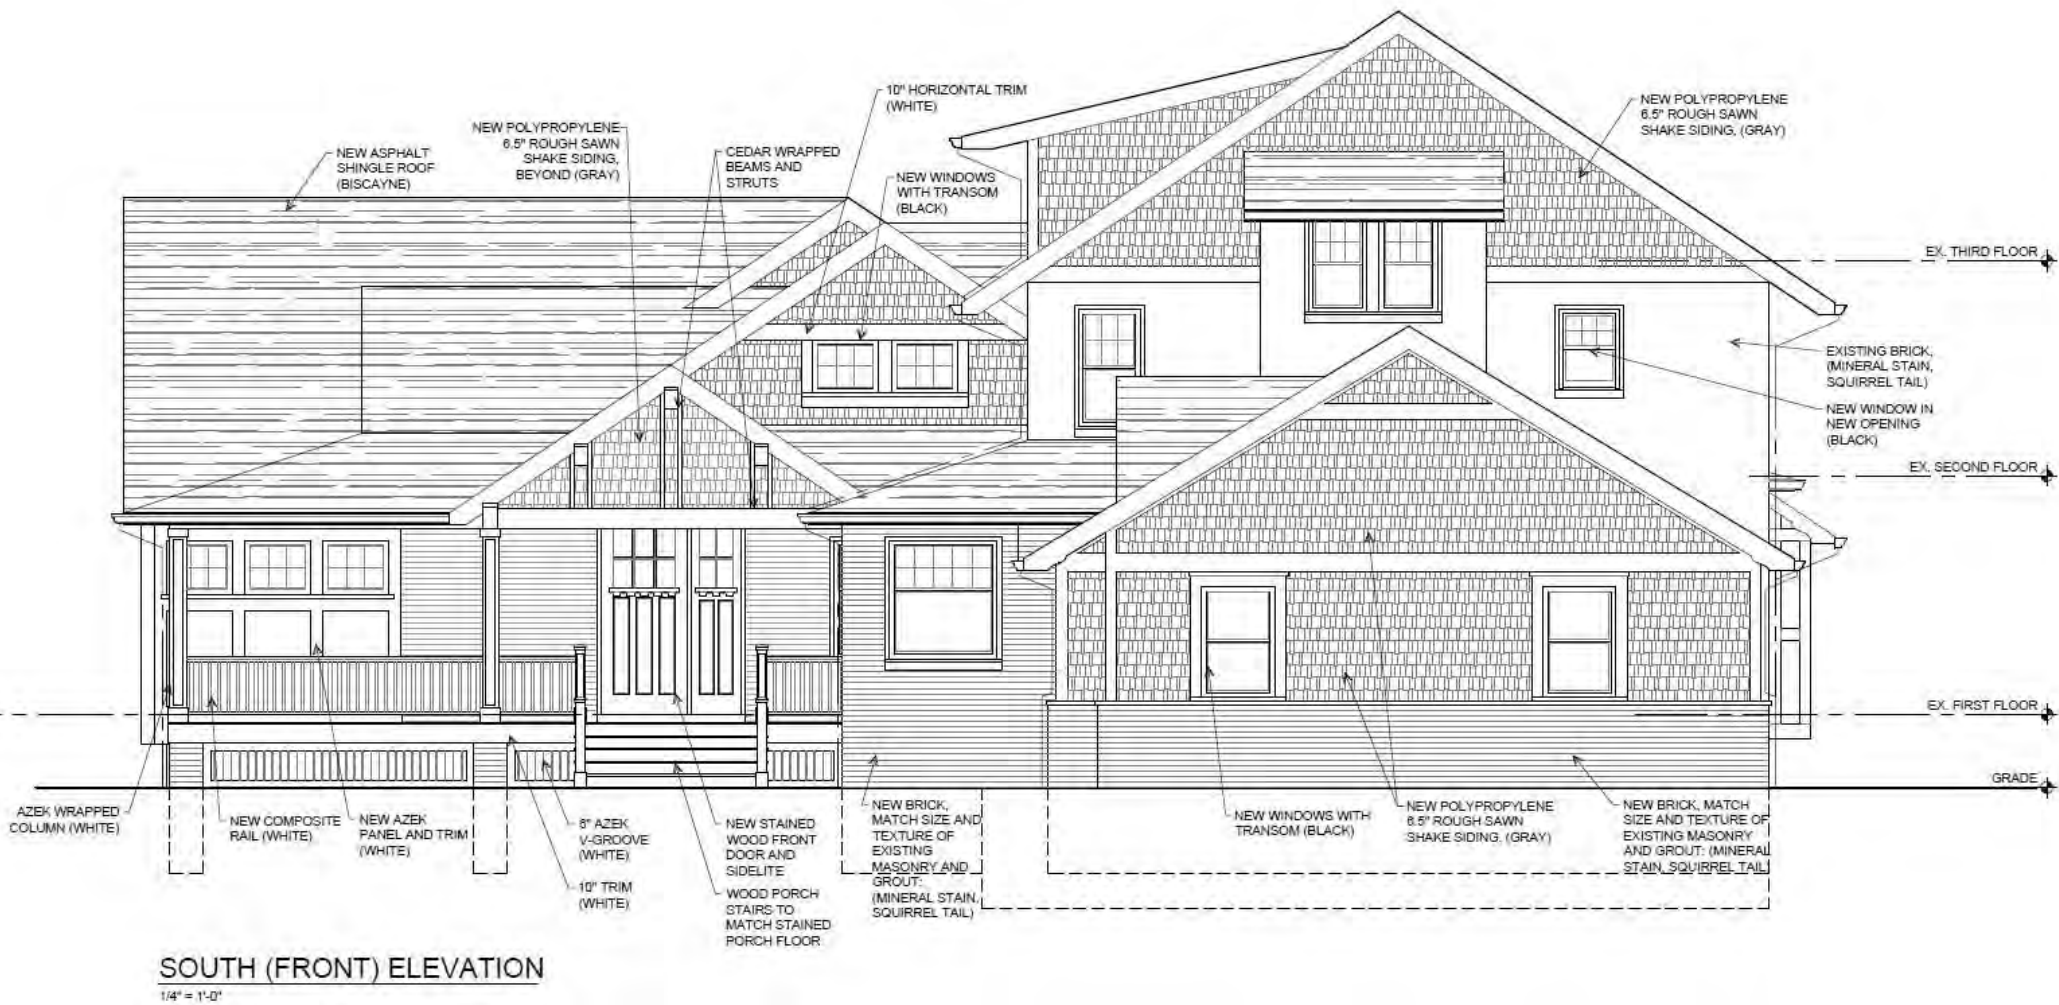 10" HORIZONTAL TRIM
(WHITE)
NEW POLYPROPYLENE
6.5" ROUGH SAWN
SHAKE SIDING, (GRAY)
NEW POLYPROPYLENE
6.5" ROUGH SAWN
SHAKE SIDING,
BEYOND (GRAY)
NEW ASPHALT
SHINGLE ROOF
(BISCAYNE)
CEDAR WRAPPED
BEAMS AND
STRUTS
NEW WINDOWS
WITH TRANSOM
(BLACK)
EX. THIRD FLOOR
EXISTING BRICK,
(MINERAL STAIN,
SQUIRREL TAIL)
NEW WINDOW IN
NEW OPENING
(BLACK)
EX. SECOND FLOOR
EX. FIRST FLOOR
GRADE
AZEK WRAPPED
COLUMN (WHITE)
NEW COMPOSITE
RAIL (WHITE)
NEW AZEK
PANEL AND TRIM
(WHITE)
6" AZEK
V-GROOVE
(WHITE)
10" TRIM
(WHITE)
NEW STAINED
WOOD FRONT
DOOR AND
SIDELITE
WOOD PORCH
STAIRS TO
MATCH STAINED
PORCH FLOOR
NEW BRICK,
MATCH SIZE AND
TEXTURE OF
EXISTING
MASONRY AND
GROUT:
(MINERAL STAIN,
SQUIRREL TAIL)
NEW WINDOWS WITH
TRANSOM (BLACK)
NEW POLYPROPYLENE
6.5" ROUGH SAWN
SHAKE SIDING. (GRAY)
NEW BRICK, MATCH
SIZE AND TEXTURE OF
EXISTING MASONRY
AND GROUT: (MINERAL
STAIN, SQUIRREL TAIL)
SOUTH (FRONT) ELEVATION
1/4" = 1'-0"